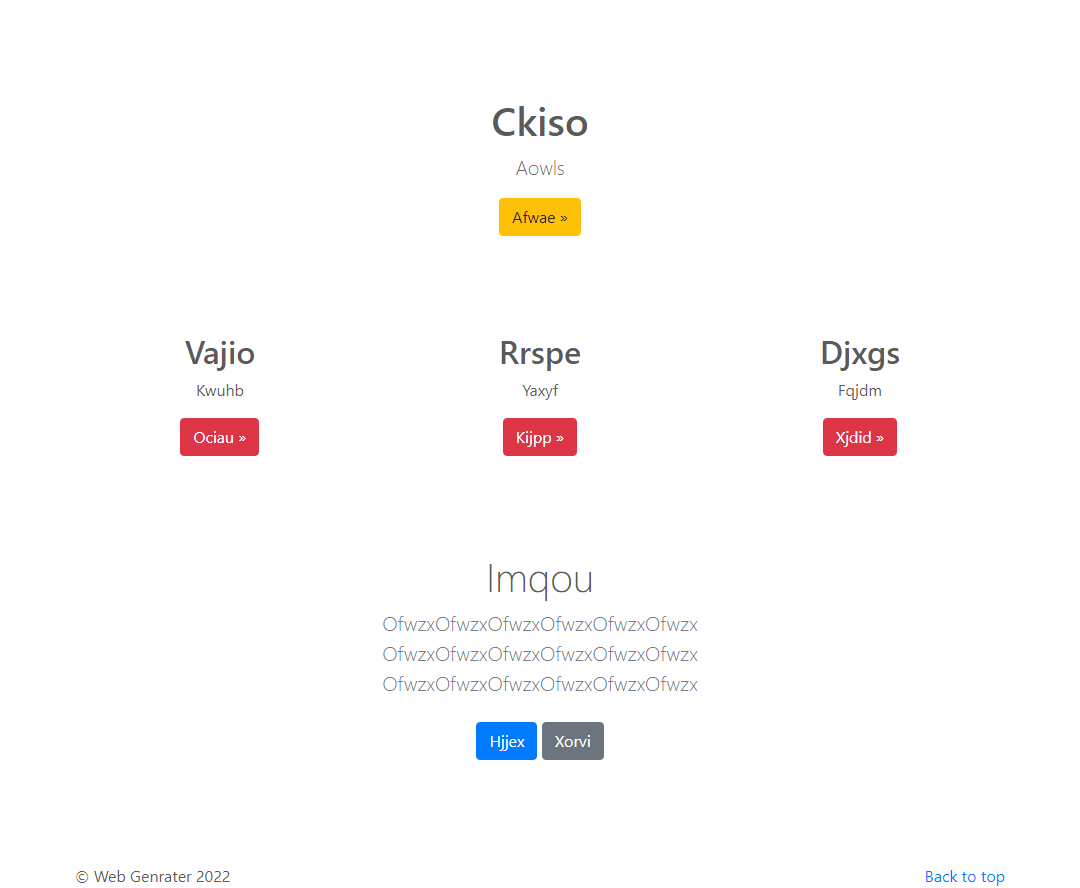 Ckiso
Aowls
Afwae »
Vajio
Kwuhb
Ociau »
Rrspe
Yaxyf
Kijpp »
Djxgs
Fqjdm
Xjdid »
Imqou
OfwzxOfwzxOfwzxOfwzxOfwzxOfwzx
OfwzxOfwzxOfwzxOfwzxOfwzxOfwzx
OfwzxOfwzxOfwzxOfwzxOfwzxOfwzx
Hjjex Xorvi
© Web Genrater 2022
Back to top